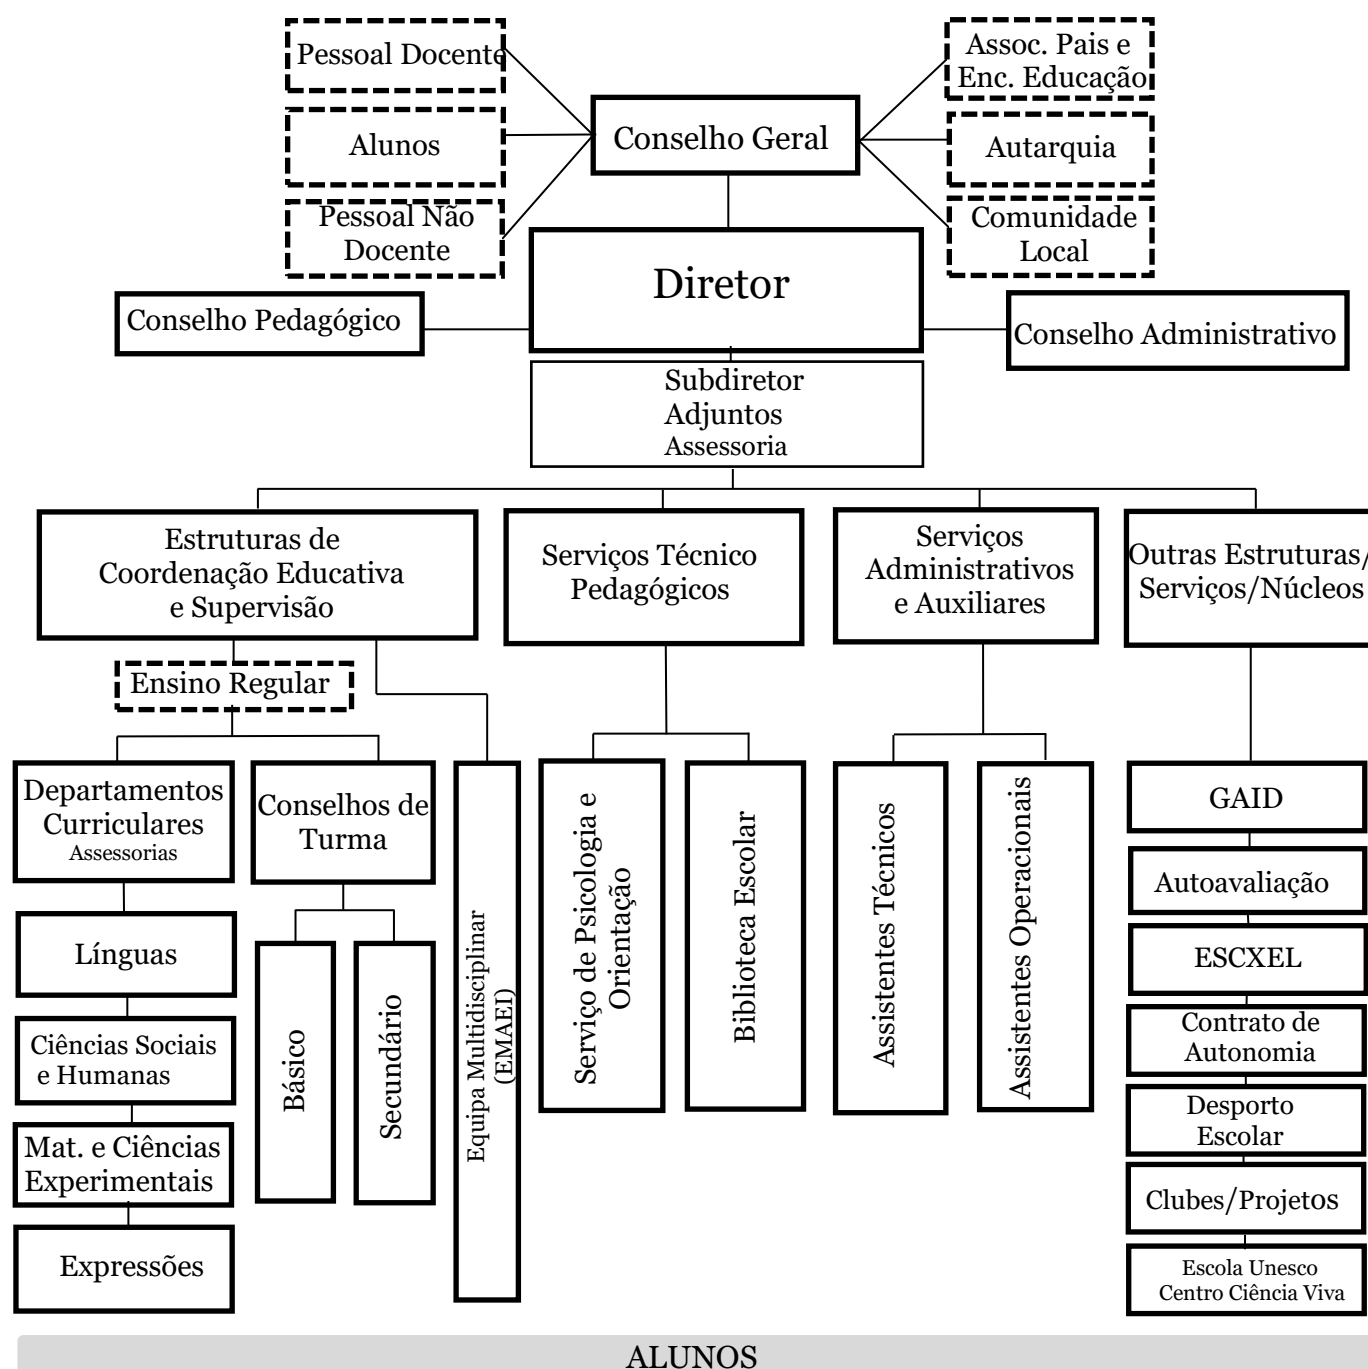 Pessoal Docente
Alunos
Pessoal Não
Docente
Conselho Geral
Assoc. Pais e
Enc. Educação
Autarquia
Comunidade
Local
Diretor
Conselho Pedagógico
Conselho Administrativo
Subdiretor
Adjuntos
Assessoria
Estruturas de
Coordenação Educativa
e Supervisão
Serviços Técnico
Pedagógicos
Serviços
Administrativos
e Auxiliares
Outras Estruturas/
Serviços/Núcleos
Ensino Regular
Departamentos
Curriculares
Assessorias
Línguas
Ciências Sociais
e Humanas
Mat. e Ciências
Experimentais
Expressões
Conselhos de
Turma
Básico
Secundário
Equipa Multidisciplinar
(EMAEI)
Serviço de Psicologia e
Orientação
Biblioteca Escolar
Assistentes Técnicos
Assistentes Operacionais
GAID
Autoavaliação
ESCXEL
Contrato de
Autonomia
Desporto
Escolar
Clubes/Projetos
Escola Unesco
Centro Ciência Viva
ALUNOS